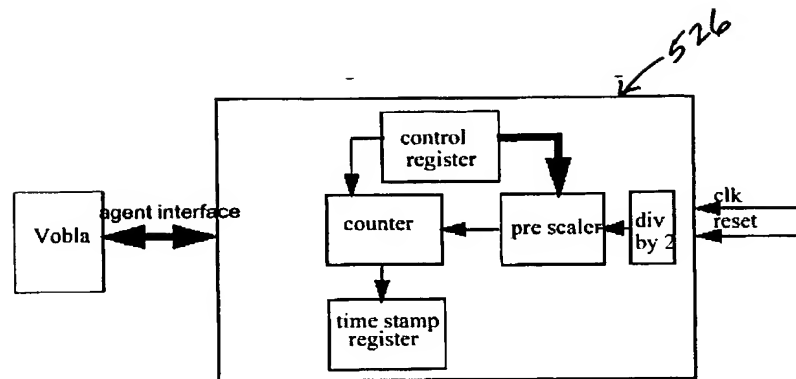 526
control
register
clk
agent interface
reset
Vobla
counter
pre scaler
div
by 2
time stamp
register